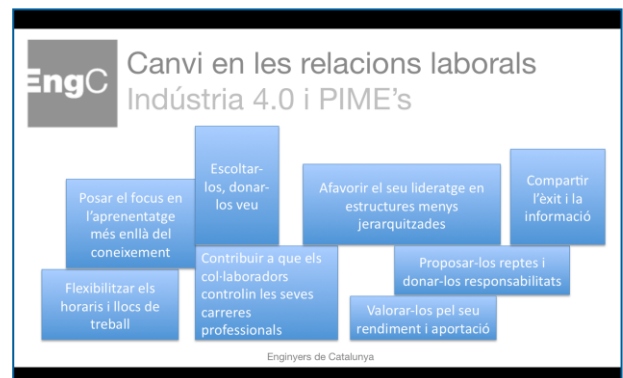 EngC
Canvi en les relacions laborals
Indústria 4.0 i PIME's
Escoltar-
los, donar-
los veu
Posar el focus en
l'aprenentatge
més enllà del
coneixement
Afavorir el seu lideratge en
estructures menys
jerarquitzades
Compartir
l'èxit i la
informació
Flexibilitzar els
horaris i llocs de
treball
Contribuir a que els
col·laboradors
controlin les seves
carreres
professionals
Proposar-los reptes i
donar-los responsabilitats
Valorar-los pel seu
rendiment i aportació
Enginyers de Catalunya